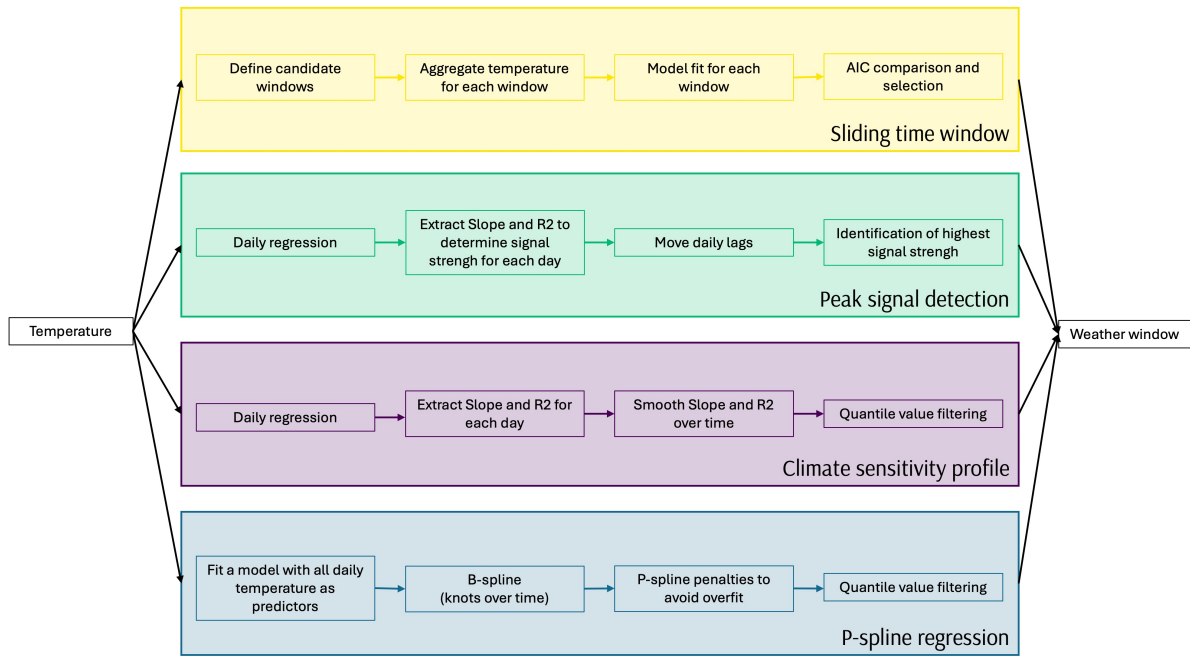 Define candidate
windows
Aggregate temperature
for each window
Model fit for each
window
AIC comparison and
selection
Sliding time window
Daily regression
Extract Slope and R2 to
determine signal
strengh for each day
Move daily lags
Identification of highest
signal strengh
Peak signal detection
Temperature
Weather window
Daily regression
Extract Slope and R2 for
each day
Smooth Slope and R2
over time
Quantile value filtering
Climate sensitivity profile
Fit a model with all daily
temperature as
predictors
B-spline
(knots over time)
P-spline penalties to
avoid overfit
Quantile value filtering
P-spline regression